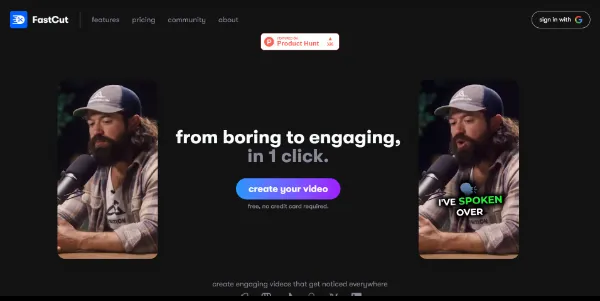 FastCut
features pricing community about
sign in with
FEATURED ON
Product Hunt
from boring to engaging,
in 1 click.
create your video
free, no credit card required.
I'VE SPOKEN
OVER
create engaging videos that get noticed everywhere